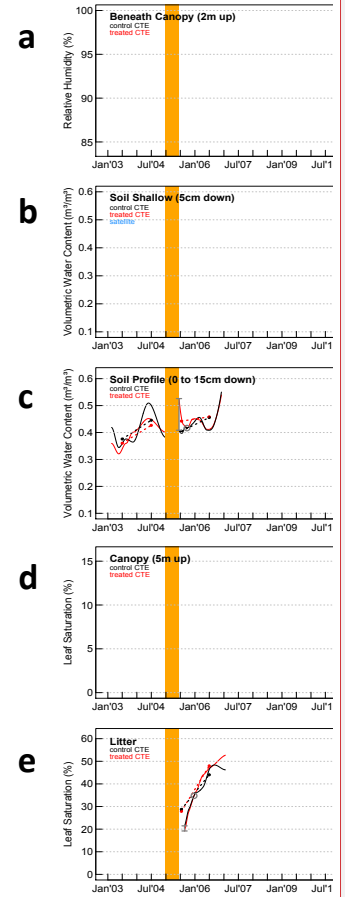 a
Relative Humidity (%)
Beneath Canopy (2m up)
control CTE
treated CTE
100
95
90
85
Jan'03 Jul'04 Jan'06 Jul'07 Jan'09 Jul'1
b
Volumetric Water Content (m³/m³)
Soil Shallow (5cm down)
control CTE
treated CTE
satellite
0.6
0.5
0.4
0.3
0.2
0.1
Jan'03 Jul'04 Jan'06 Jul'07 Jan'09 Jul'1
c
Volumetric Water Content (m³/m³)
Soil Profile (0 to 15cm down)
control CTE
treated CTE
0.6
0.5
0.4
0.3
0.2
0.1
Jan'03 Jul'04 Jan'06 Jul'07 Jan'09 Jul'1
d
Leaf Saturation (%)
Canopy (5m up)
control CTE
treated CTE
15
10
5
0
Jan'03 Jul'04 Jan'06 Jul'07 Jan'09 Jul'1
e
Leaf Saturation (%)
Litter
control CTE
treated CTE
60
50
40
30
20
10
0
Jan'03 Jul'04 Jan'06 Jul'07 Jan'09 Jul'1